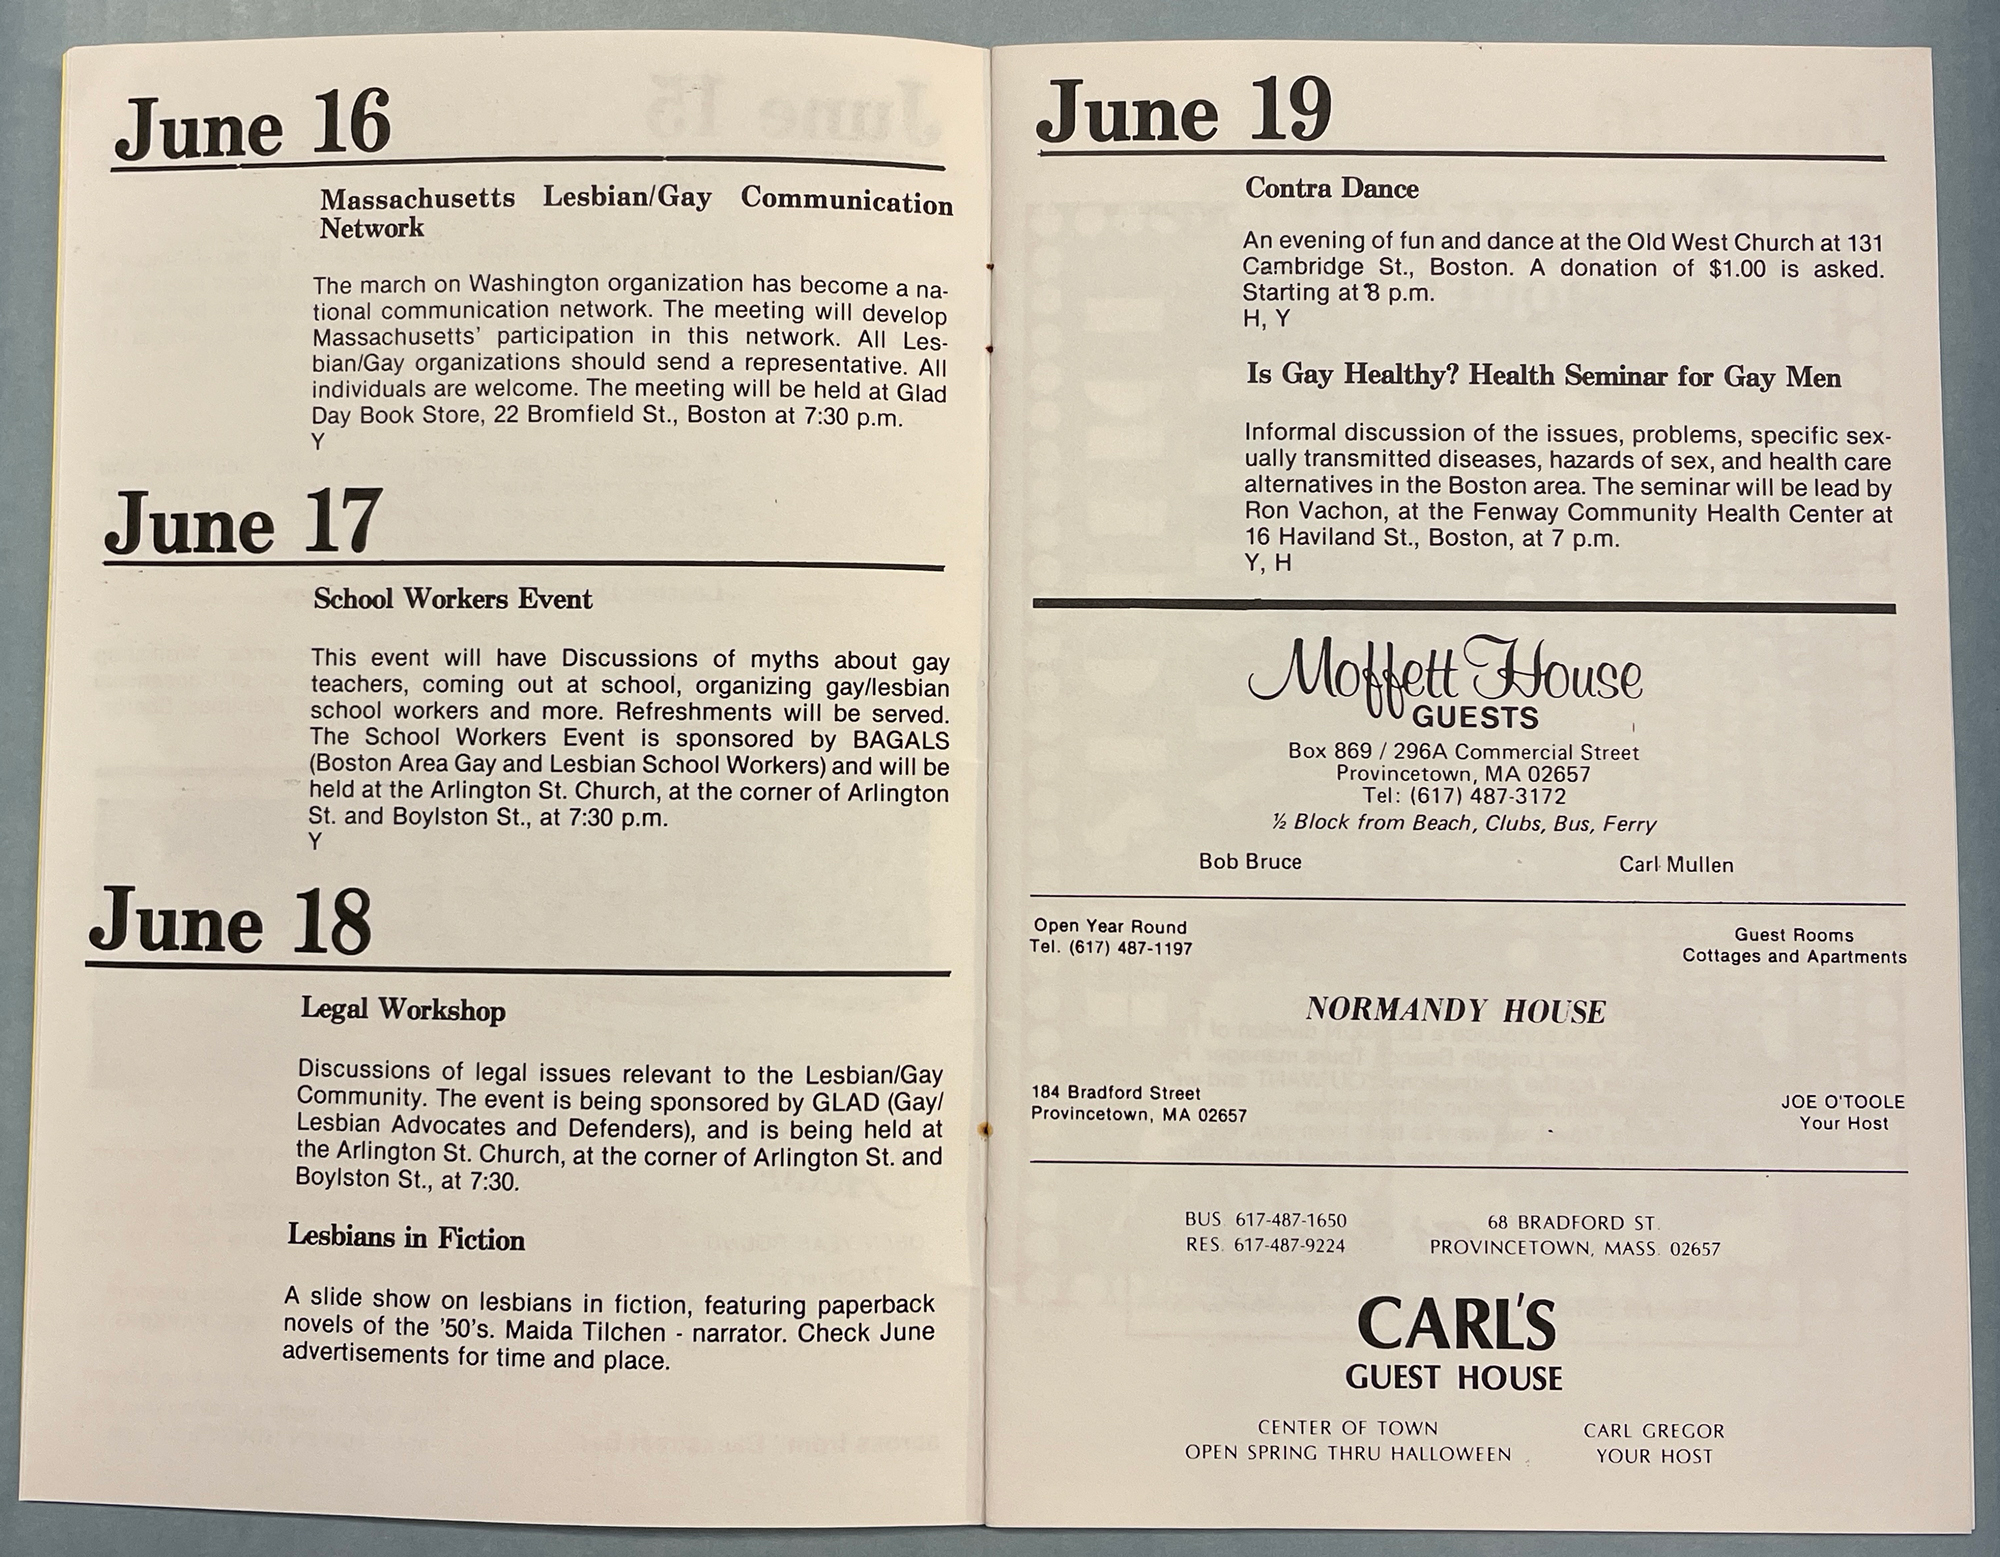 June 16
Massachusetts Lesbian/Gay Communication
Network
The march on Washington organization has become a na-
tional communication network. The meeting will develop
Massachusetts' participation in this network. All Les-
bian/Gay organizations should send a representative. All
individuals are welcome. The meeting will be held at Glad
Day Book Store, 22 Bromfield St., Boston at 7:30 p.m.
Y
June 17
School Workers Event
This event will have Discussions of myths about gay
teachers, coming out at school, organizing gay/lesbian
school workers and more. Refreshments will be served.
The School Workers Event is sponsored by BAGALS
(Boston Area Gay and Lesbian School Workers) and will be
held at the Arlington St. Church, at the corner of Arlington
St. and Boylston St., at 7:30 p.m.
Y
June 18
Legal Workshop
Discussions of legal issues relevant to the Lesbian/Gay
Community. The event is being sponsored by GLAD (Gay/
Lesbian Advocates and Defenders), and is being held at
the Arlington St. Church, at the corner of Arlington St. and
Boylston St., at 7:30.
Lesbians in Fiction
A slide show on lesbians in fiction, featuring paperback
novels of the '50's. Maida Tilchen - narrator. Check June
advertisements for time and place.
June 19
Contra Dance
An evening of fun and dance at the Old West Church at 131
Cambridge St., Boston. A donation of $1.00 is asked.
Starting at 8 p.m.
H, Y
Is Gay Healthy? Health Seminar for Gay Men
Informal discussion of the issues, problems, specific sex-
ually transmitted diseases, hazards of sex, and health care
alternatives in the Boston area. The seminar will be lead by
Ron Vachon, at the Fenway Community Health Center at
16 Haviland St., Boston, at 7 p.m.
Y, H
Moffett House
GUESTS
Box 869 / 296A Commercial Street
Provincetown, MA 02657
Tel: (617) 487-3172
½ Block from Beach, Clubs, Bus, Ferry
Bob Bruce Carl Mullen
Open Year Round
Tel. (617) 487-1197
Guest Rooms
Cottages and Apartments
NORMANDY HOUSE
184 Bradford Street
Provincetown, MA 02657
JOE O'TOOLE
Your Host
BUS. 617-487-1650
RES. 617-487-9224
68 BRADFORD ST.
PROVINCETOWN, MASS. 02657
CARL'S
GUEST HOUSE
CENTER OF TOWN
OPEN SPRING THRU HALLOWEEN
CARL GREGOR
YOUR HOST